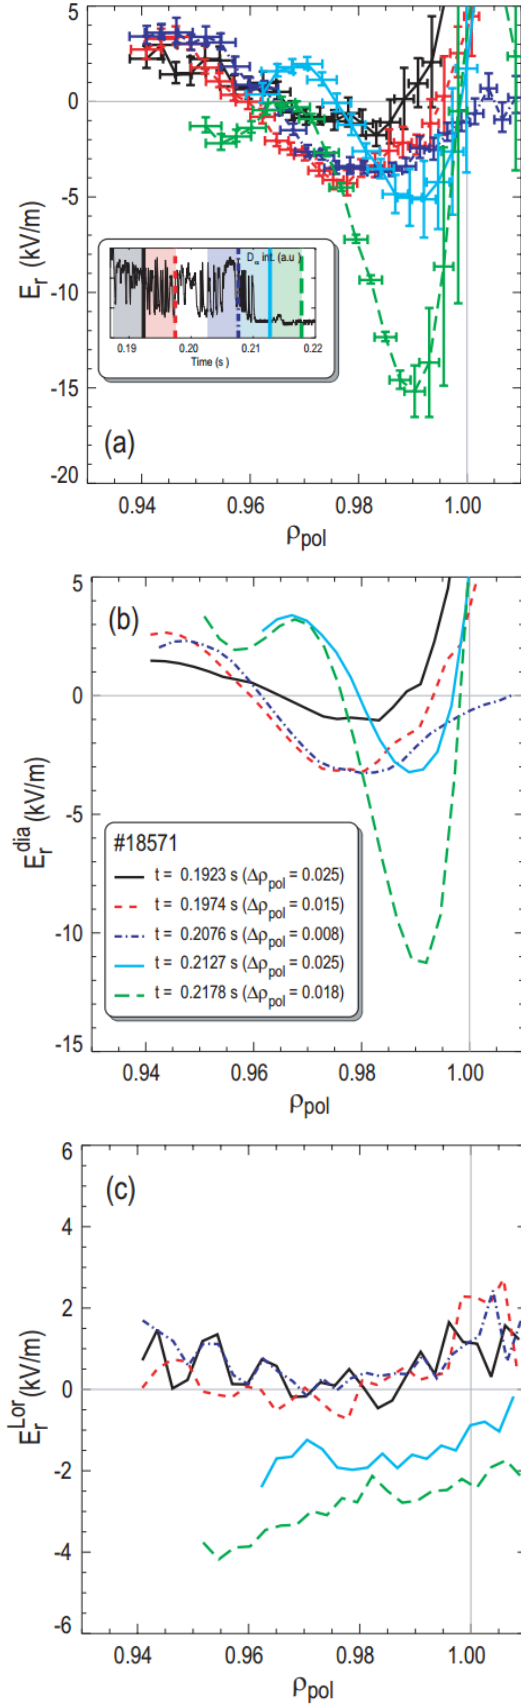 5
0
-5
-10
-15
-20
E_r (kV/m)
D_α int. (a.u.)
0.19 0.20 0.21 0.22
Time (s)
(a)
0.94 0.96 0.98 1.00
ρ_pol
(b)
5
0
-5
-10
-15
E_r^dia (kV/m)
#18571
t = 0.1923 s (Δρ_pol = 0.025)
t = 0.1974 s (Δρ_pol = 0.015)
t = 0.2076 s (Δρ_pol = 0.008)
t = 0.2127 s (Δρ_pol = 0.025)
t = 0.2178 s (Δρ_pol = 0.018)
0.94 0.96 0.98 1.00
ρ_pol
(c)
6
4
2
0
-2
-4
-6
E_r^Lor (kV/m)
0.94 0.96 0.98 1.00
ρ_pol